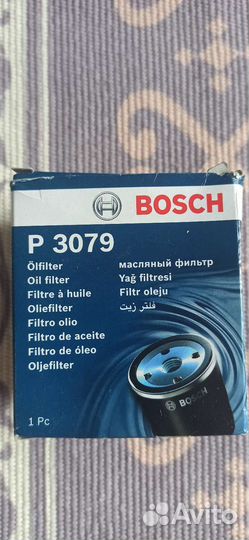 BOSCH
P 3079
Ölfilter
Oil filter
Filtre à huile
Oliefilter
Filtro olio
Filtro de aceite
Filtro de óleo
Oljefilter
масляный фильтр
Yağ filtresi
Filtr oleju
فلتر زيت
BOSCH
1 Pc
Avito